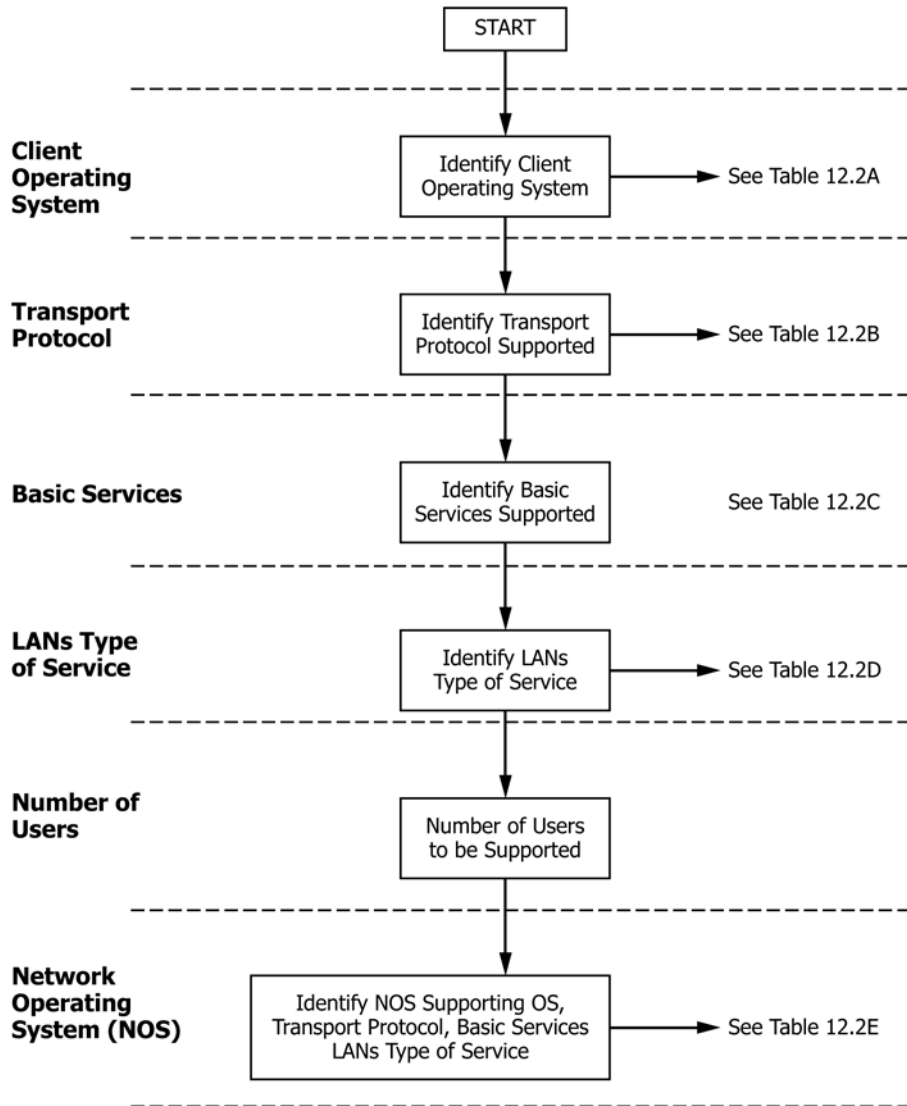 START
Client
Operating
System
Identify Client
Operating System
See Table 12.2A
Transport
Protocol
Identify Transport
Protocol Supported
See Table 12.2B
Basic Services
Identify Basic
Services Supported
See Table 12.2C
LANs Type
of Service
Identify LANs
Type of Service
See Table 12.2D
Number of
Users
Number of Users
to be Supported
Network
Operating
System (NOS)
Identify NOS Supporting OS,
Transport Protocol, Basic Services
LANs Type of Service
See Table 12.2E